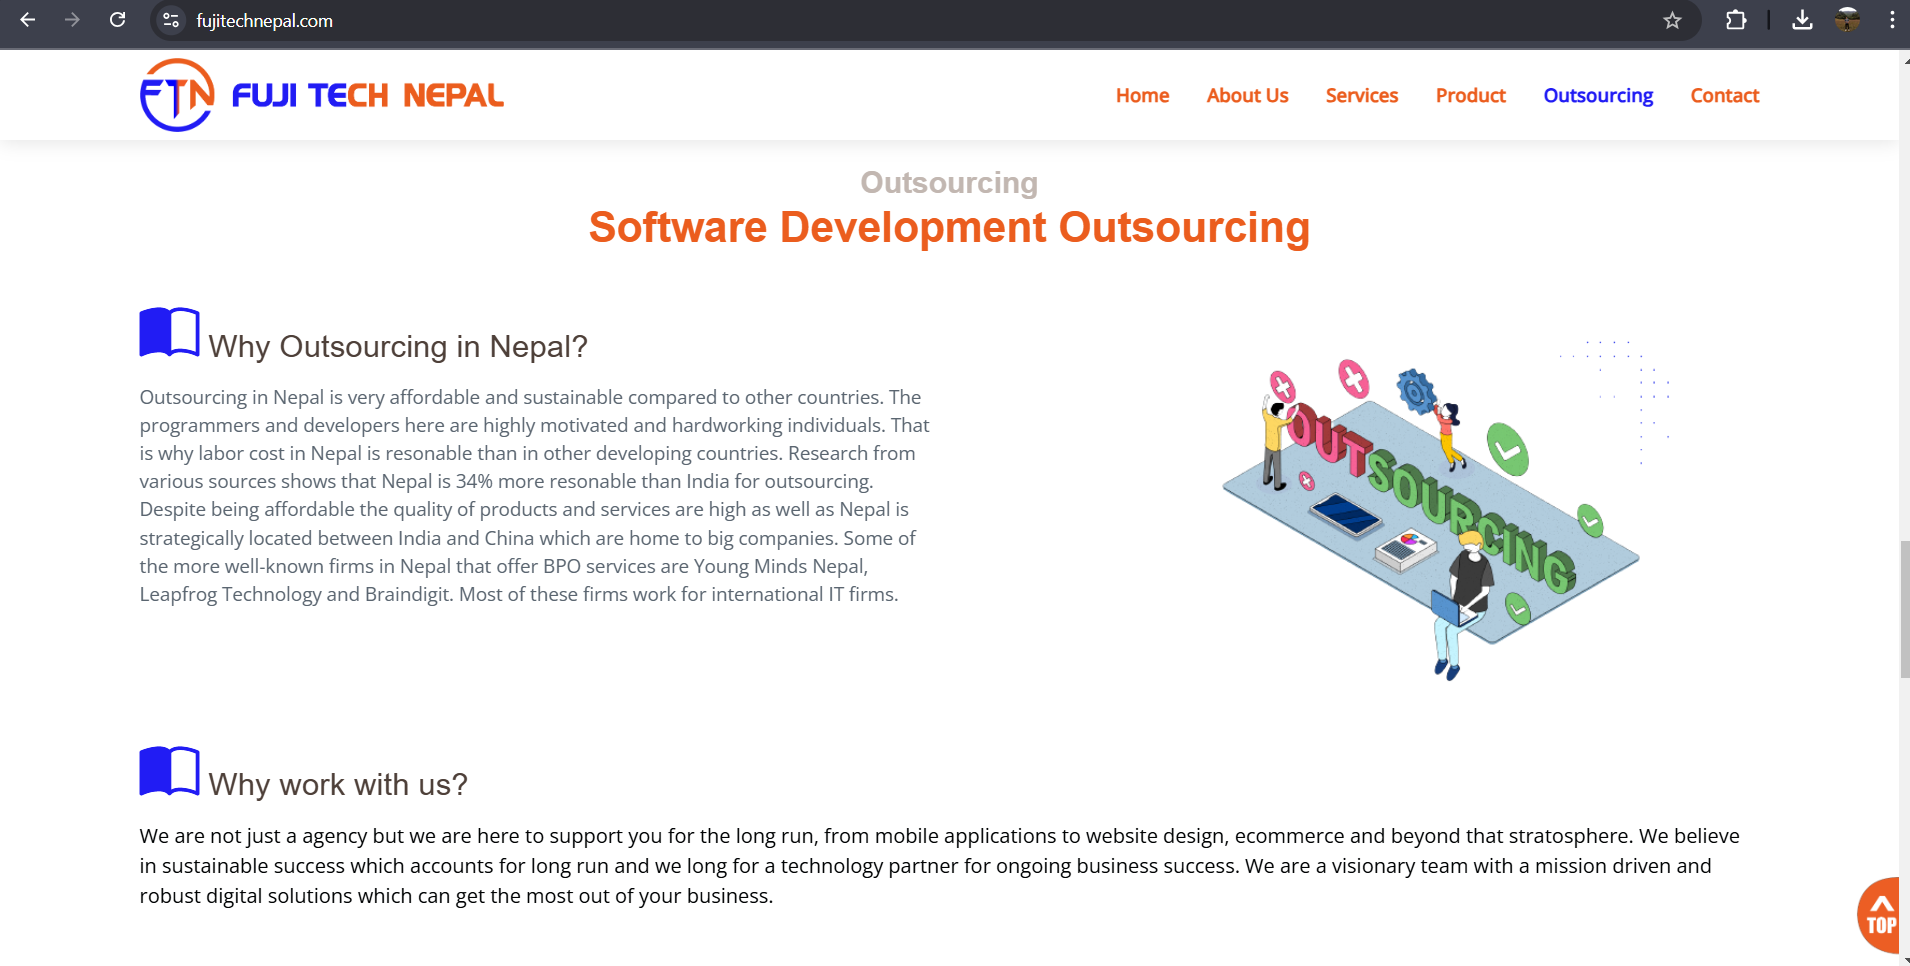 fujitechnepal.com
FTN FUJI TECH NEPAL
Home About Us Services Product Outsourcing Contact
Outsourcing
Software Development Outsourcing
Why Outsourcing in Nepal?
Outsourcing in Nepal is very affordable and sustainable compared to other countries. The
programmers and developers here are highly motivated and hardworking individuals. That
is why labor cost in Nepal is resonable than in other developing countries. Research from
various sources shows that Nepal is 34% more resonable than India for outsourcing.
Despite being affordable the quality of products and services are high as well as Nepal is
strategically located between India and China which are home to big companies. Some of
the more well-known firms in Nepal that offer BPO services are Young Minds Nepal,
Leapfrog Technology and Braindigit. Most of these firms work for international IT firms.
OUTSOURCING
Why work with us?
We are not just a agency but we are here to support you for the long run, from mobile applications to website design, ecommerce and beyond that stratosphere. We believe
in sustainable success which accounts for long run and we long for a technology partner for ongoing business success. We are a visionary team with a mission driven and
robust digital solutions which can get the most out of your business.
TOP